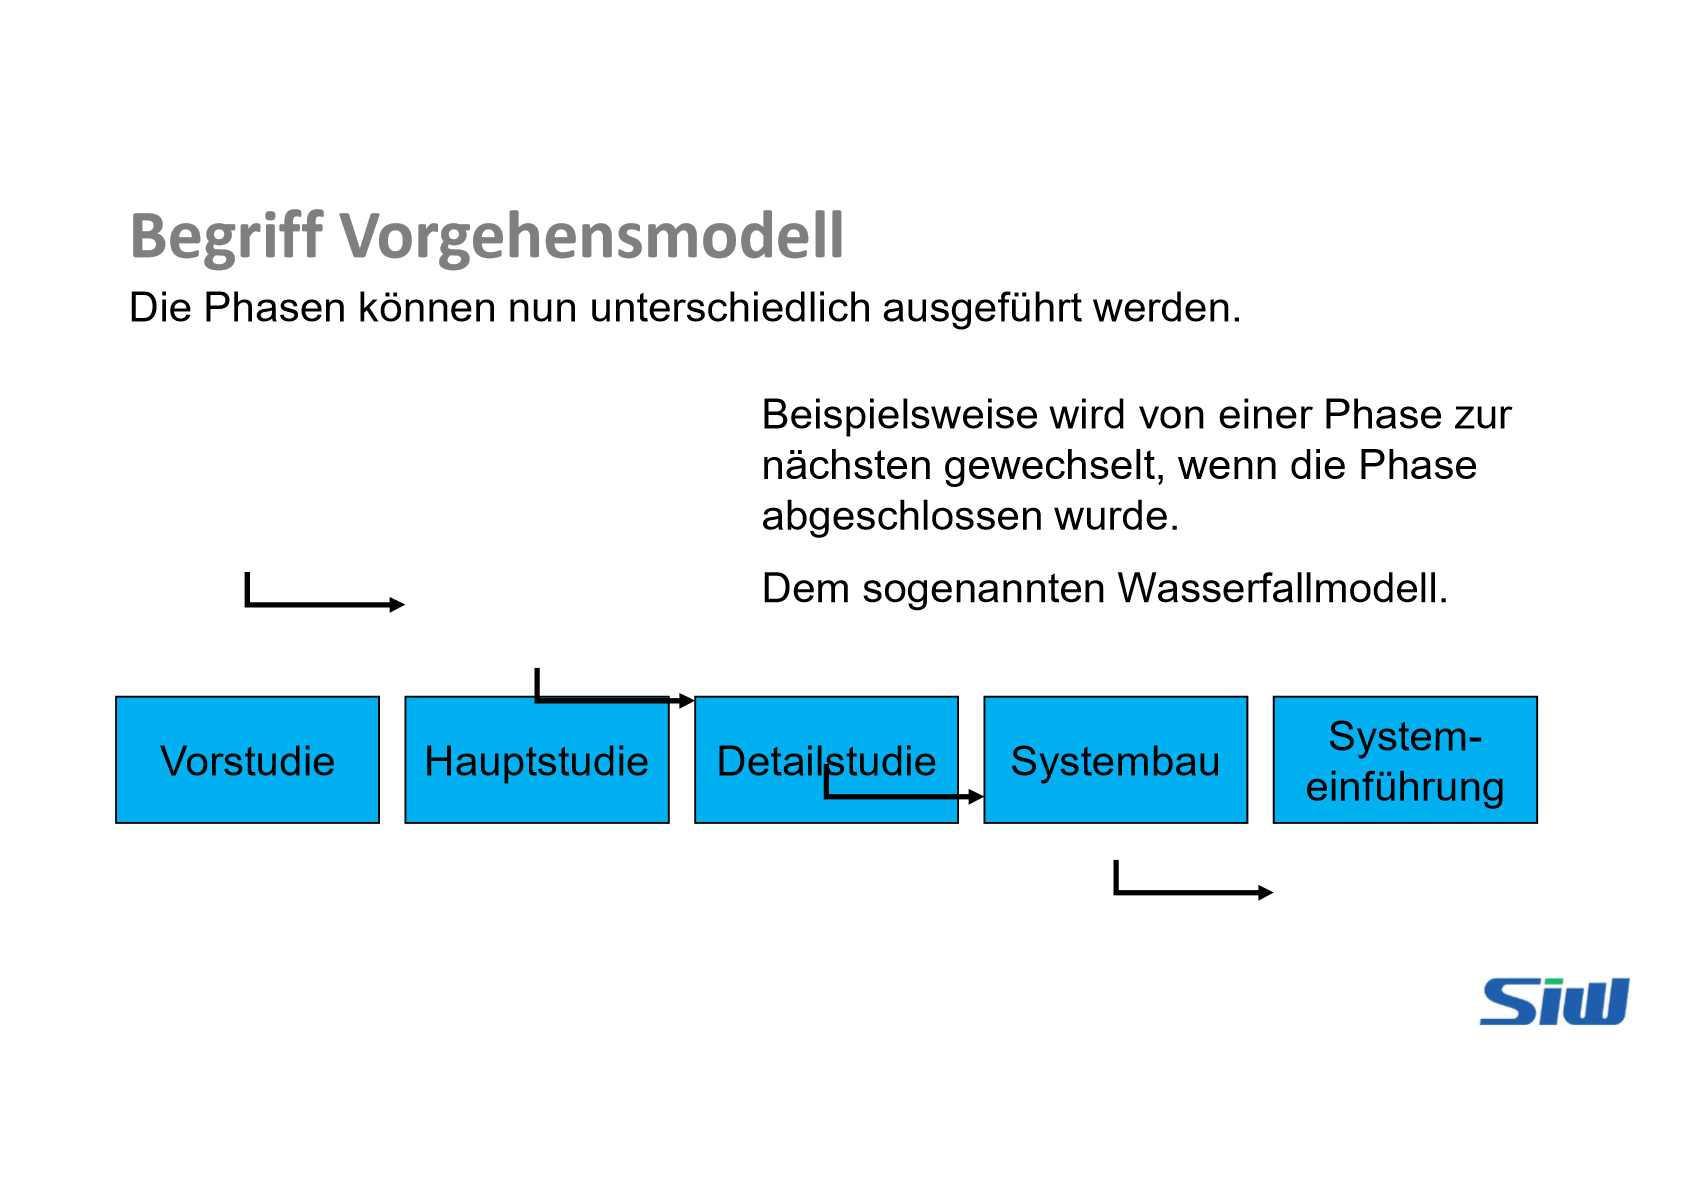 Begriff Vorgehensmodell
Die Phasen können nun unterschiedlich ausgeführt werden.
Beispielsweise wird von einer Phase zur
nächsten gewechselt, wenn die Phase
abgeschlossen wurde.
Dem sogenannten Wasserfallmodell.
Vorstudie
Hauptstudie
Detailstudie
Systembau
System-
einführung
Siw